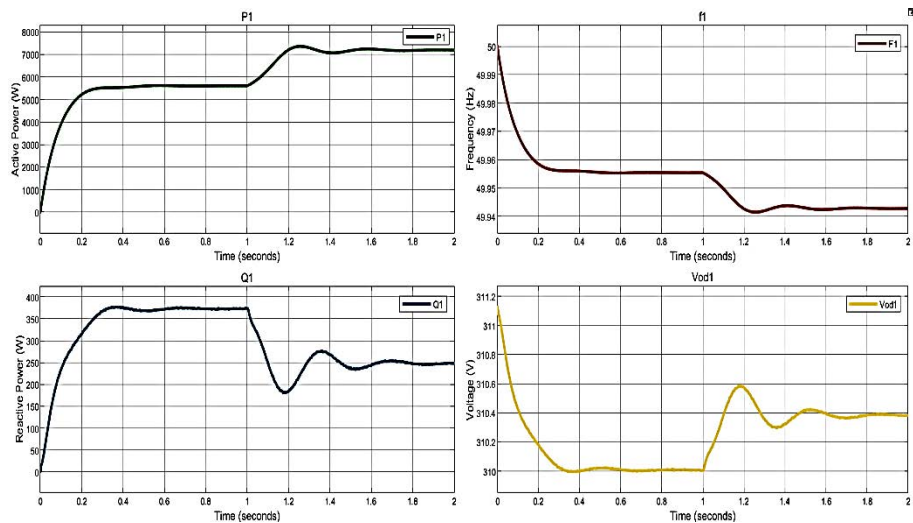 P1
8000
7000
6000
5000
4000
3000
2000
1000
0
Active Power (W)
P1
0 0.2 0.4 0.6 0.8 1 1.2 1.4 1.6 1.8 2
Time (seconds)
f1
50
49.99
49.98
49.97
49.96
49.95
49.94
Frequency (Hz)
F1
0 0.2 0.4 0.6 0.8 1 1.2 1.4 1.6 1.8 2
Time (seconds)
Q1
400
350
300
250
200
150
100
50
0
Reactive Power (W)
Q1
0 0.2 0.4 0.6 0.8 1 1.2 1.4 1.6 1.8 2
Time (seconds)
Vod1
311.2
311
310.8
310.6
310.4
310.2
310
Voltage (V)
Vod1
0 0.2 0.4 0.6 0.8 1 1.2 1.4 1.6 1.8 2
Time (seconds)